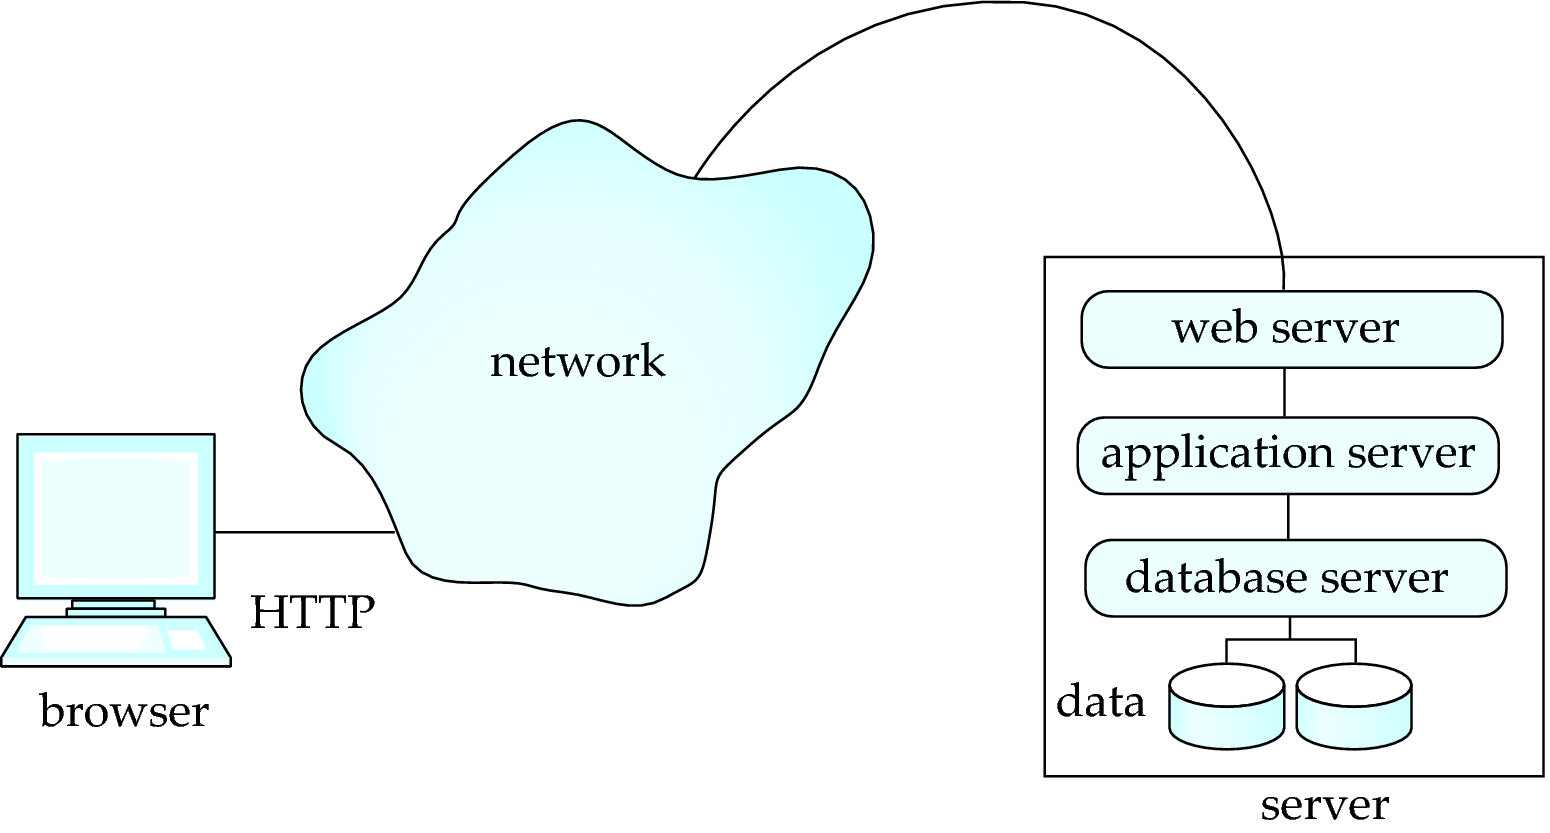 network
HTTP
browser
web server
application server
database server
data
server